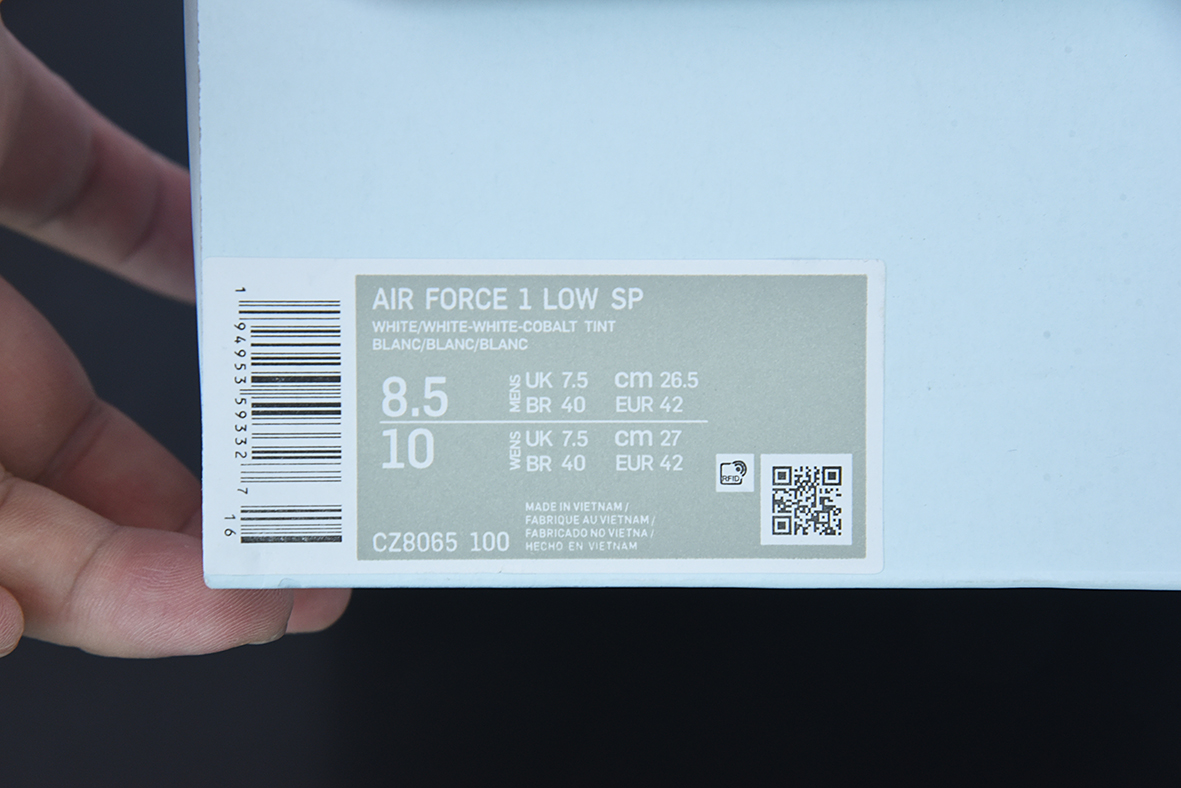 AIR FORCE 1 LOW SP
WHITE/WHITE-WHITE-COBALT TINT
BLANC/BLANC/BLANC
8.5 MENS UK 7.5 cm 26.5
BR 40 EUR 42
10 WENS UK 7.5 cm 27
BR 40 EUR 42
RFID
MADE IN VIETNAM /
FABRIQUE AU VIETNAM /
FABRICADO NO VIETNA /
HECHO EN VIETNAM
CZ8065 100
1 94953 59332 7
16